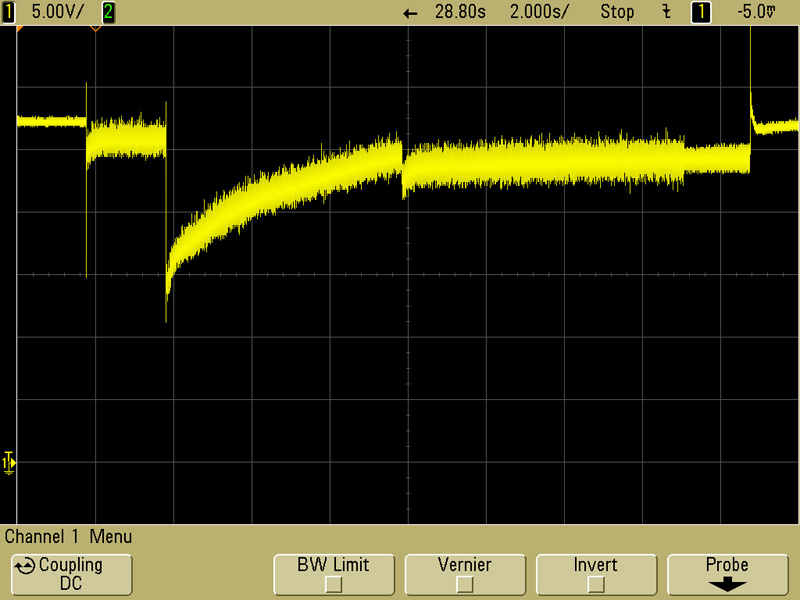 1 5.00V/ 2 ← 28.80s 2.000s/ Stop 1 -5.0mV
1
Channel 1 Menu
Coupling BW Limit Vernier Invert Probe
DC